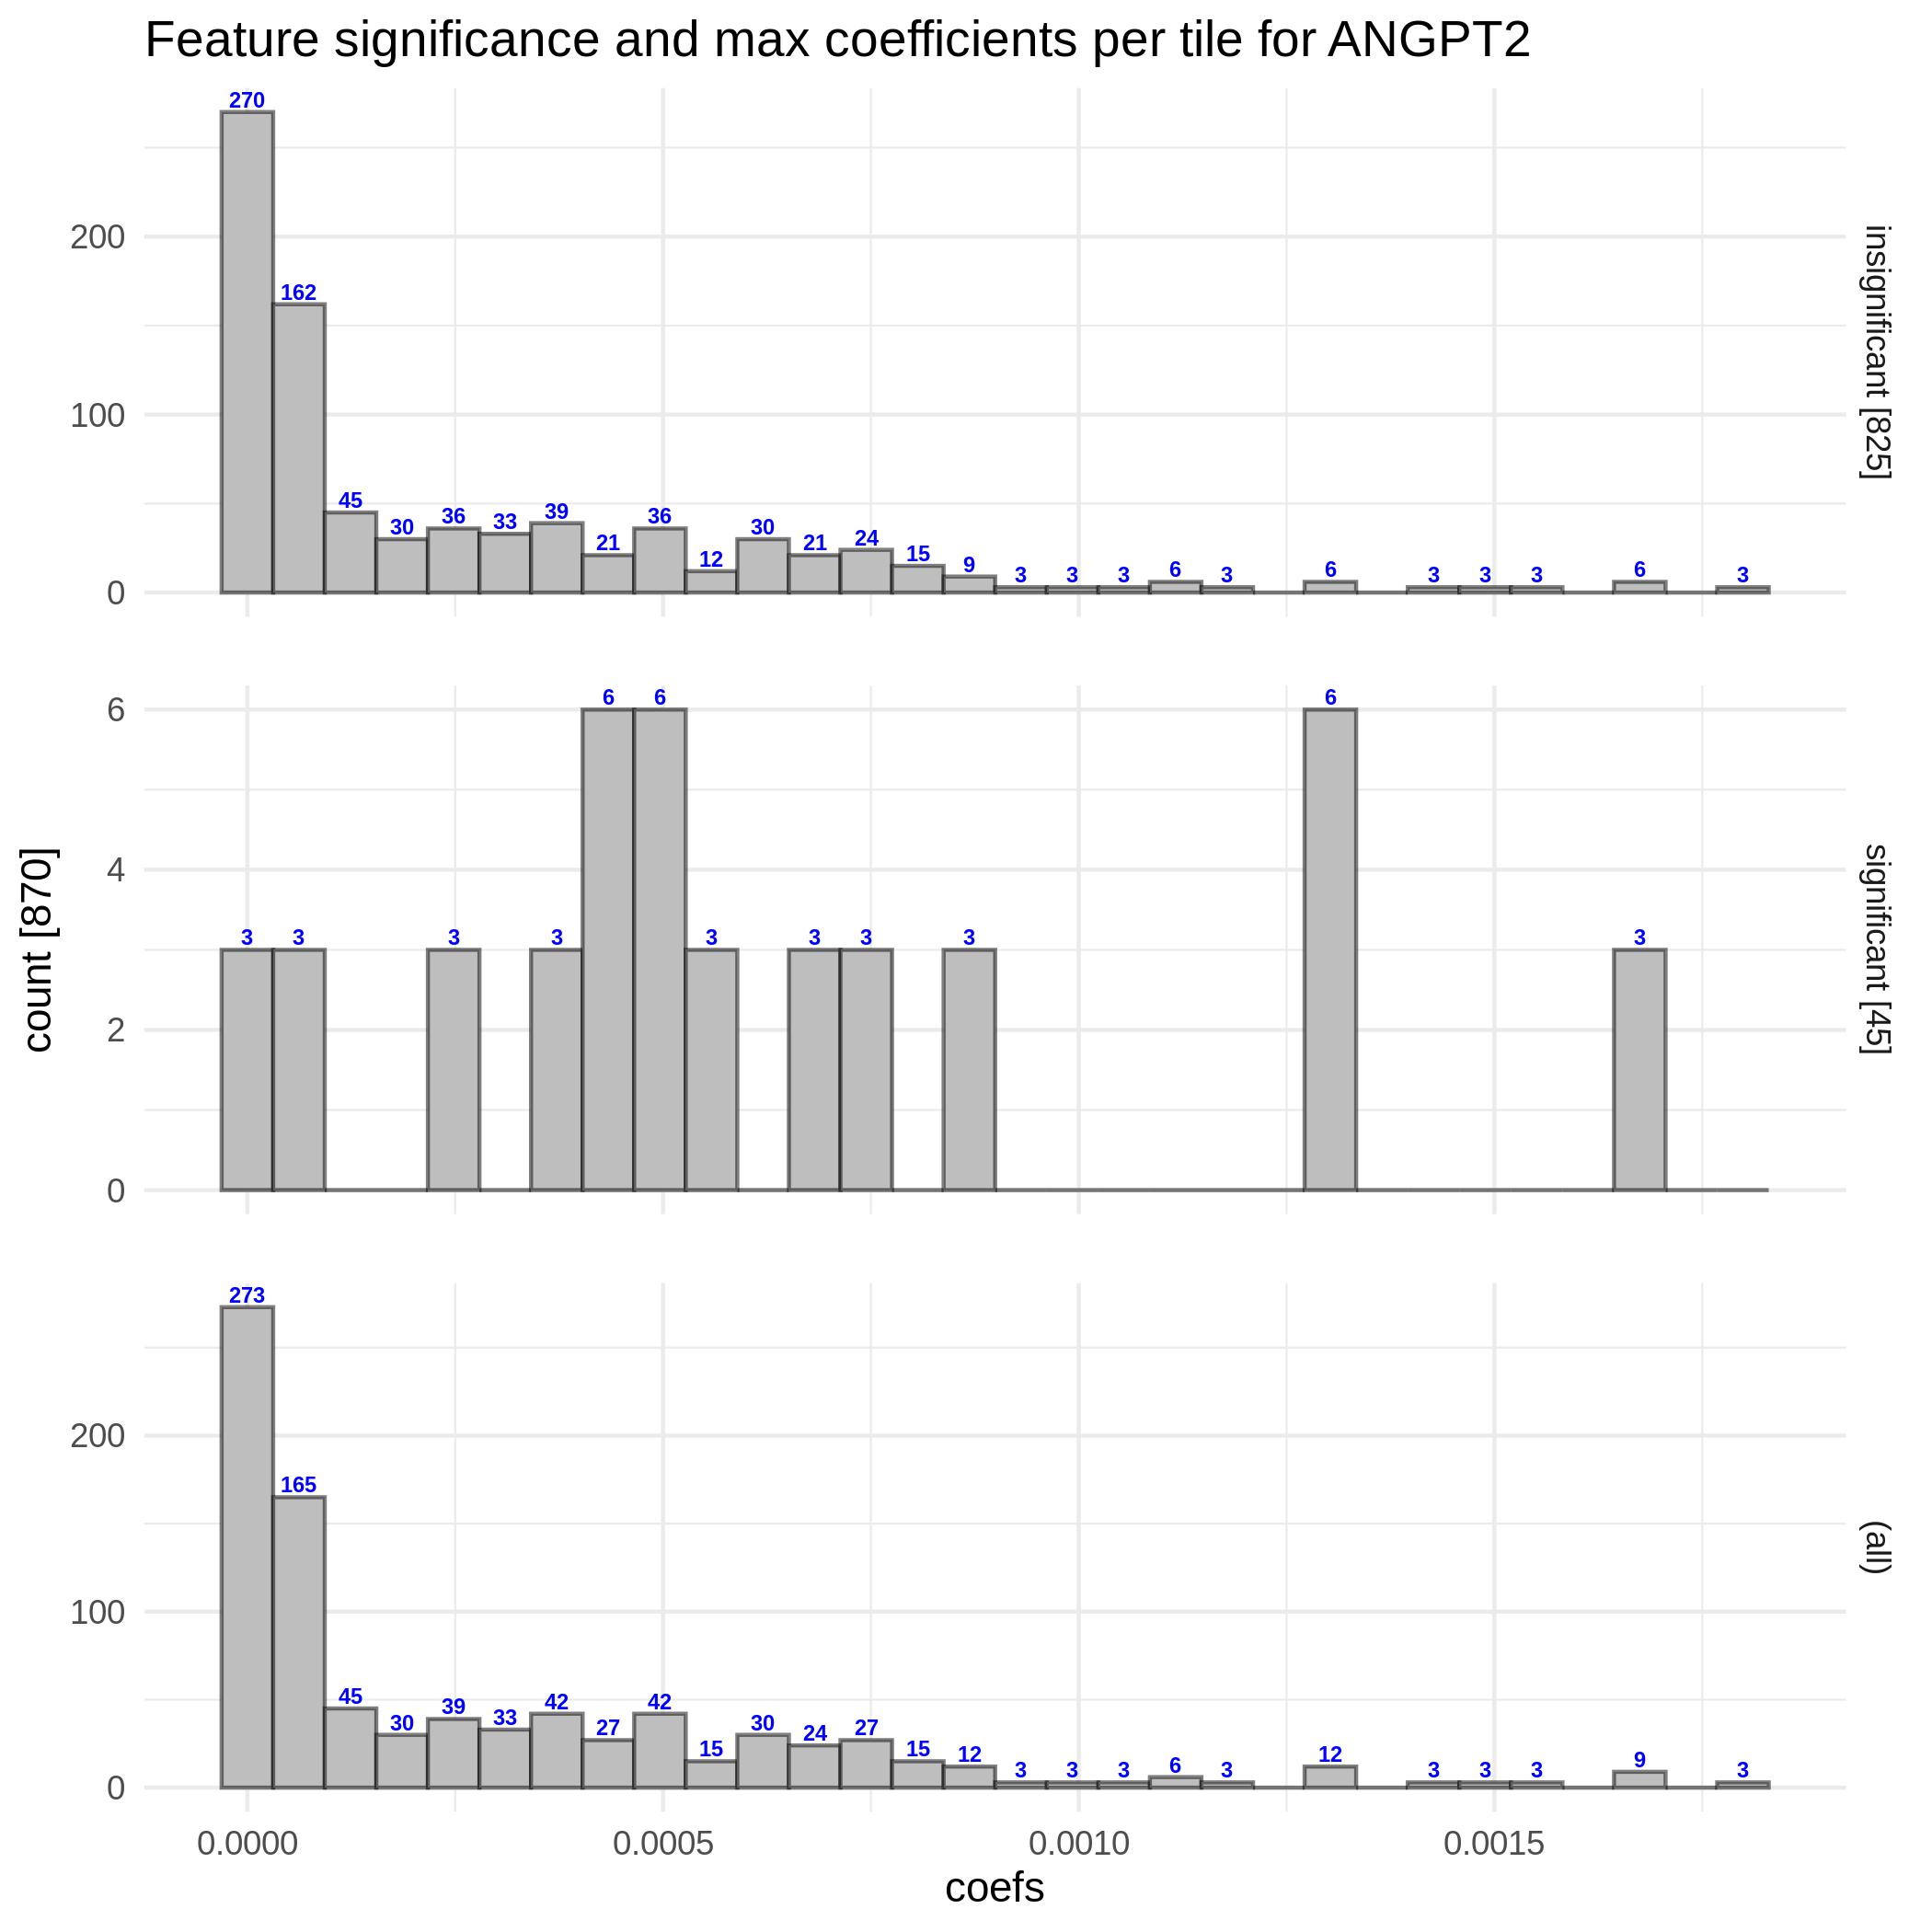 Feature significance and max coefficients per tile for ANGPT2
270
162
45 30 36 33 39 21 36 12 30 21 24 15 9 3 3 3 6 3 6 3 3 3 6 3
200
100
0
insignificant [825]
6 6 6
3 3 3 3 3 3 3 3 3
6
4
2
0
significant [45]
count [870]
273
165
45 30 39 33 42 27 42 15 30 24 27 15 12 3 3 3 6 3 12 3 3 3 9 3
200
100
0
(all)
0.0000 0.0005 0.0010 0.0015
coefs